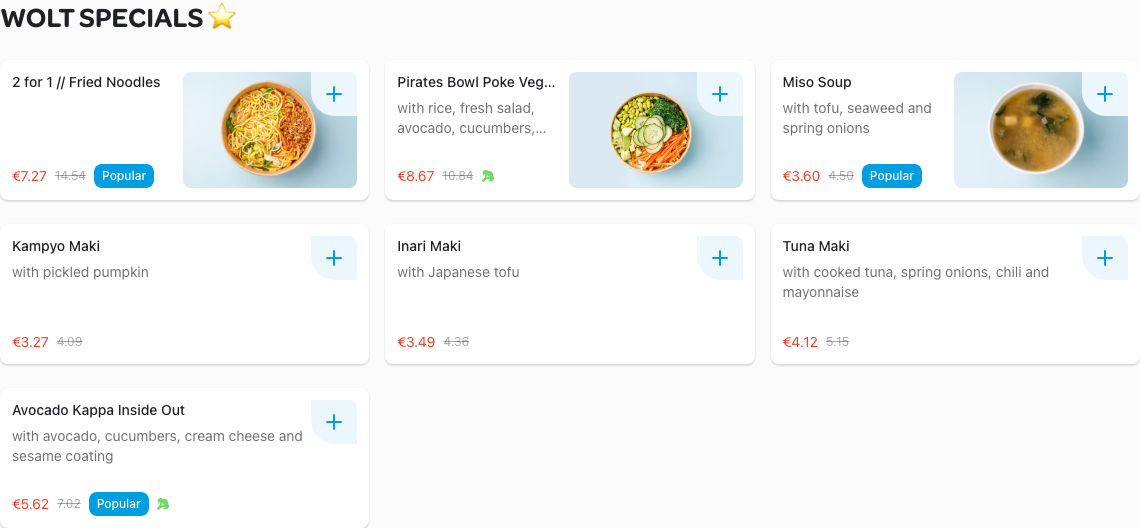 WOLT SPECIALS ⭐
2 for 1 // Fried Noodles
€7.27 14.54 Popular
Pirates Bowl Poke Veg...
with rice, fresh salad,
avocado, cucumbers,...
€8.67 10.84
Miso Soup
with tofu, seaweed and
spring onions
€3.60 4.50 Popular
Kampyo Maki
with pickled pumpkin
€3.27 4.09
Inari Maki
with Japanese tofu
€3.49 4.36
Tuna Maki
with cooked tuna, spring onions, chili and
mayonnaise
€4.12 5.15
Avocado Kappa Inside Out
with avocado, cucumbers, cream cheese and
sesame coating
€5.62 7.02 Popular